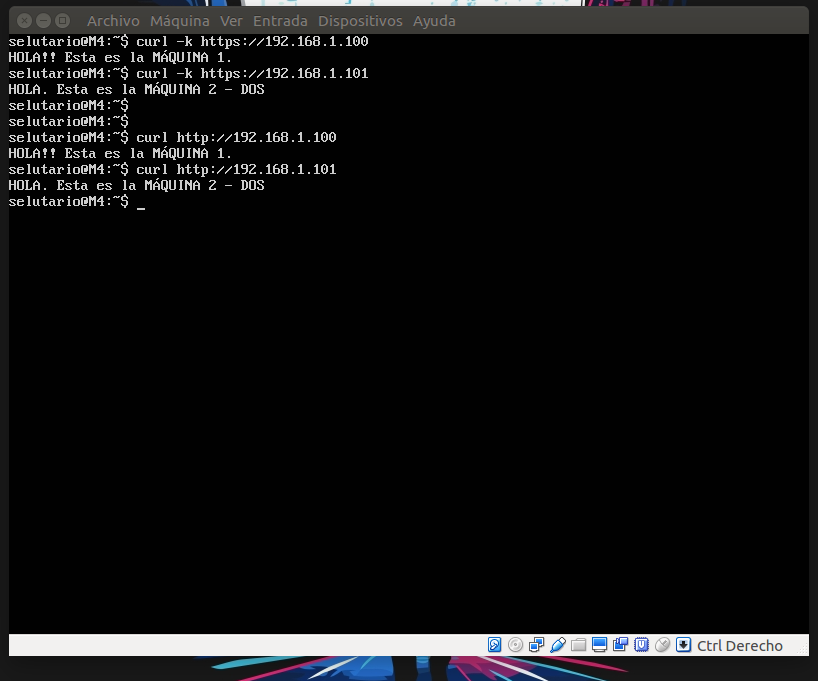 Archivo Máquina Ver Entrada Dispositivos Ayuda
selutario@M4:~$ curl -k https://192.168.1.100
HOLA!! Esta es la MÁQUINA 1.
selutario@M4:~$ curl -k https://192.168.1.101
HOLA. Esta es la MÁQUINA 2 - DOS
selutario@M4:~$
selutario@M4:~$
selutario@M4:~$ curl http://192.168.1.100
HOLA!! Esta es la MÁQUINA 1.
selutario@M4:~$ curl http://192.168.1.101
HOLA. Esta es la MÁQUINA 2 - DOS
selutario@M4:~$ _
Ctrl Derecho